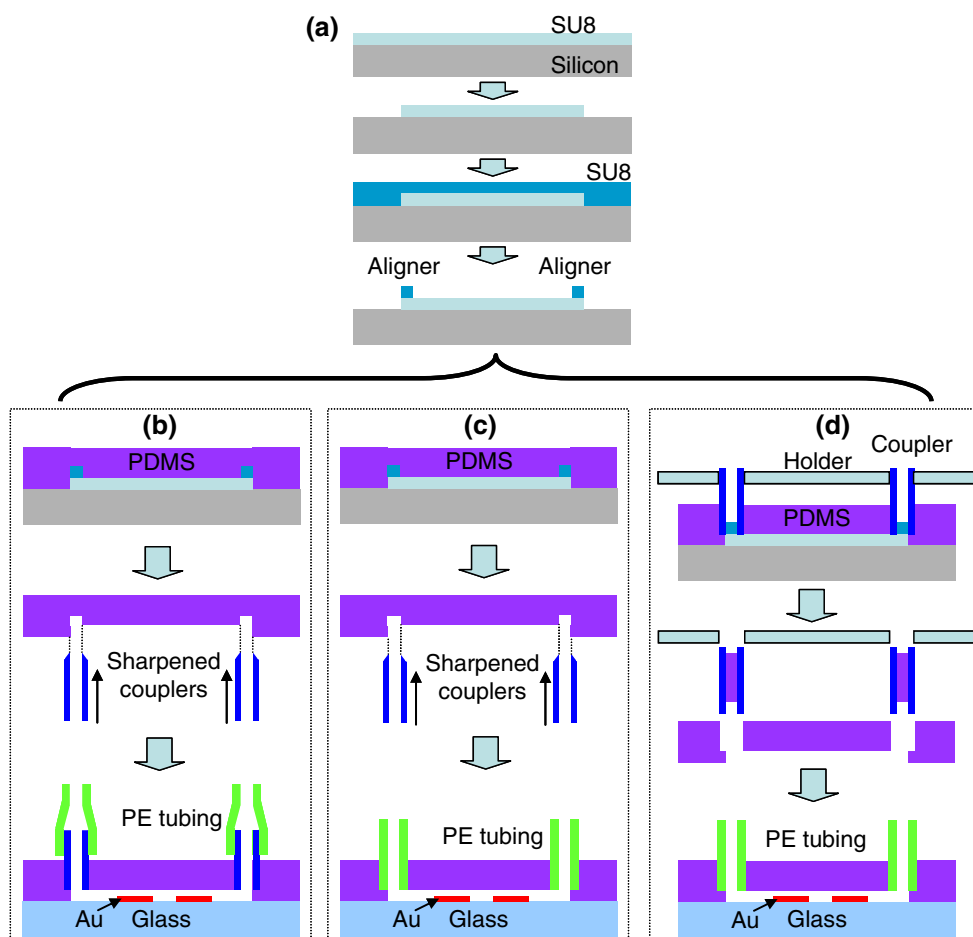 (a)
SU8
Silicon
SU8
Aligner
Aligner
(b)
PDMS
Sharpened
couplers
PE tubing
Au
Glass
(c)
PDMS
Sharpened
couplers
PE tubing
Au
Glass
(d)
Coupler
Holder
PDMS
PE tubing
Au
Glass